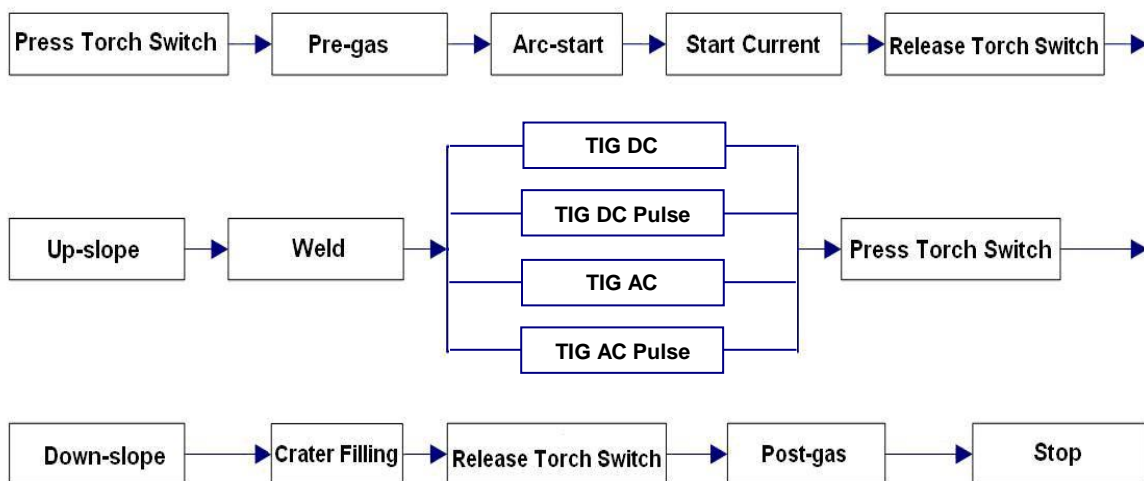 Press Torch Switch
Pre-gas
Arc-start
Start Current
Release Torch Switch
Up-slope
Weld
TIG DC
TIG DC Pulse
TIG AC
TIG AC Pulse
Press Torch Switch
Down-slope
Crater Filling
Release Torch Switch
Post-gas
Stop